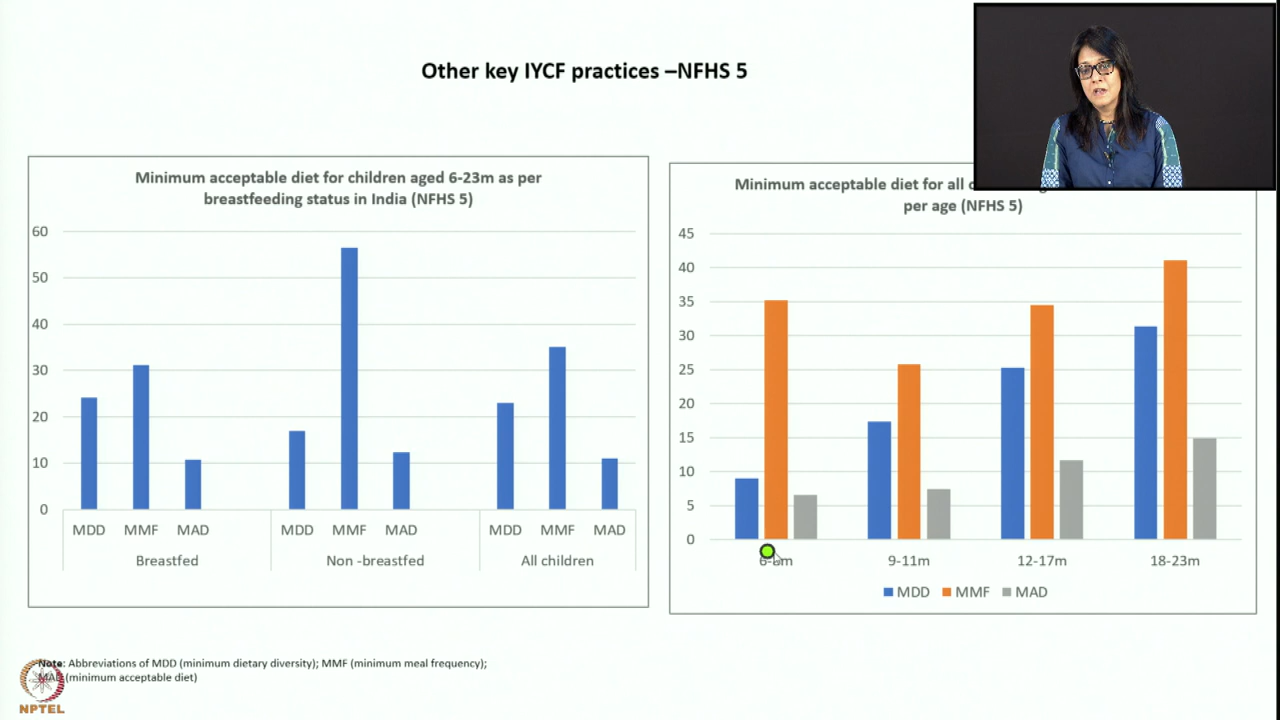 Other key IYCF practices –NFHS 5
Minimum acceptable diet for children aged 6-23m as per
breastfeeding status in India (NFHS 5)
60
50
40
30
20
10
0
MDD MMF MAD MDD MMF MAD MDD MMF MAD
Breastfed Non -breastfed All children
Minimum acceptable diet for all
per age (NFHS 5)
45
40
35
30
25
20
15
10
5
0
9-11m 12-17m 18-23m
MDD MMF MAD
Note: Abbreviations of MDD (minimum dietary diversity); MMF (minimum meal frequency);
MAD (minimum acceptable diet)
NPTEL